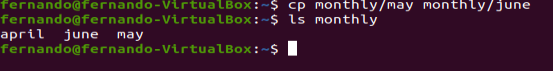 fernando@fernando-VirtualBox:~$ cp monthly/may monthly/june
fernando@fernando-VirtualBox:~$ ls monthly
april  june  may
fernando@fernando-VirtualBox:~$